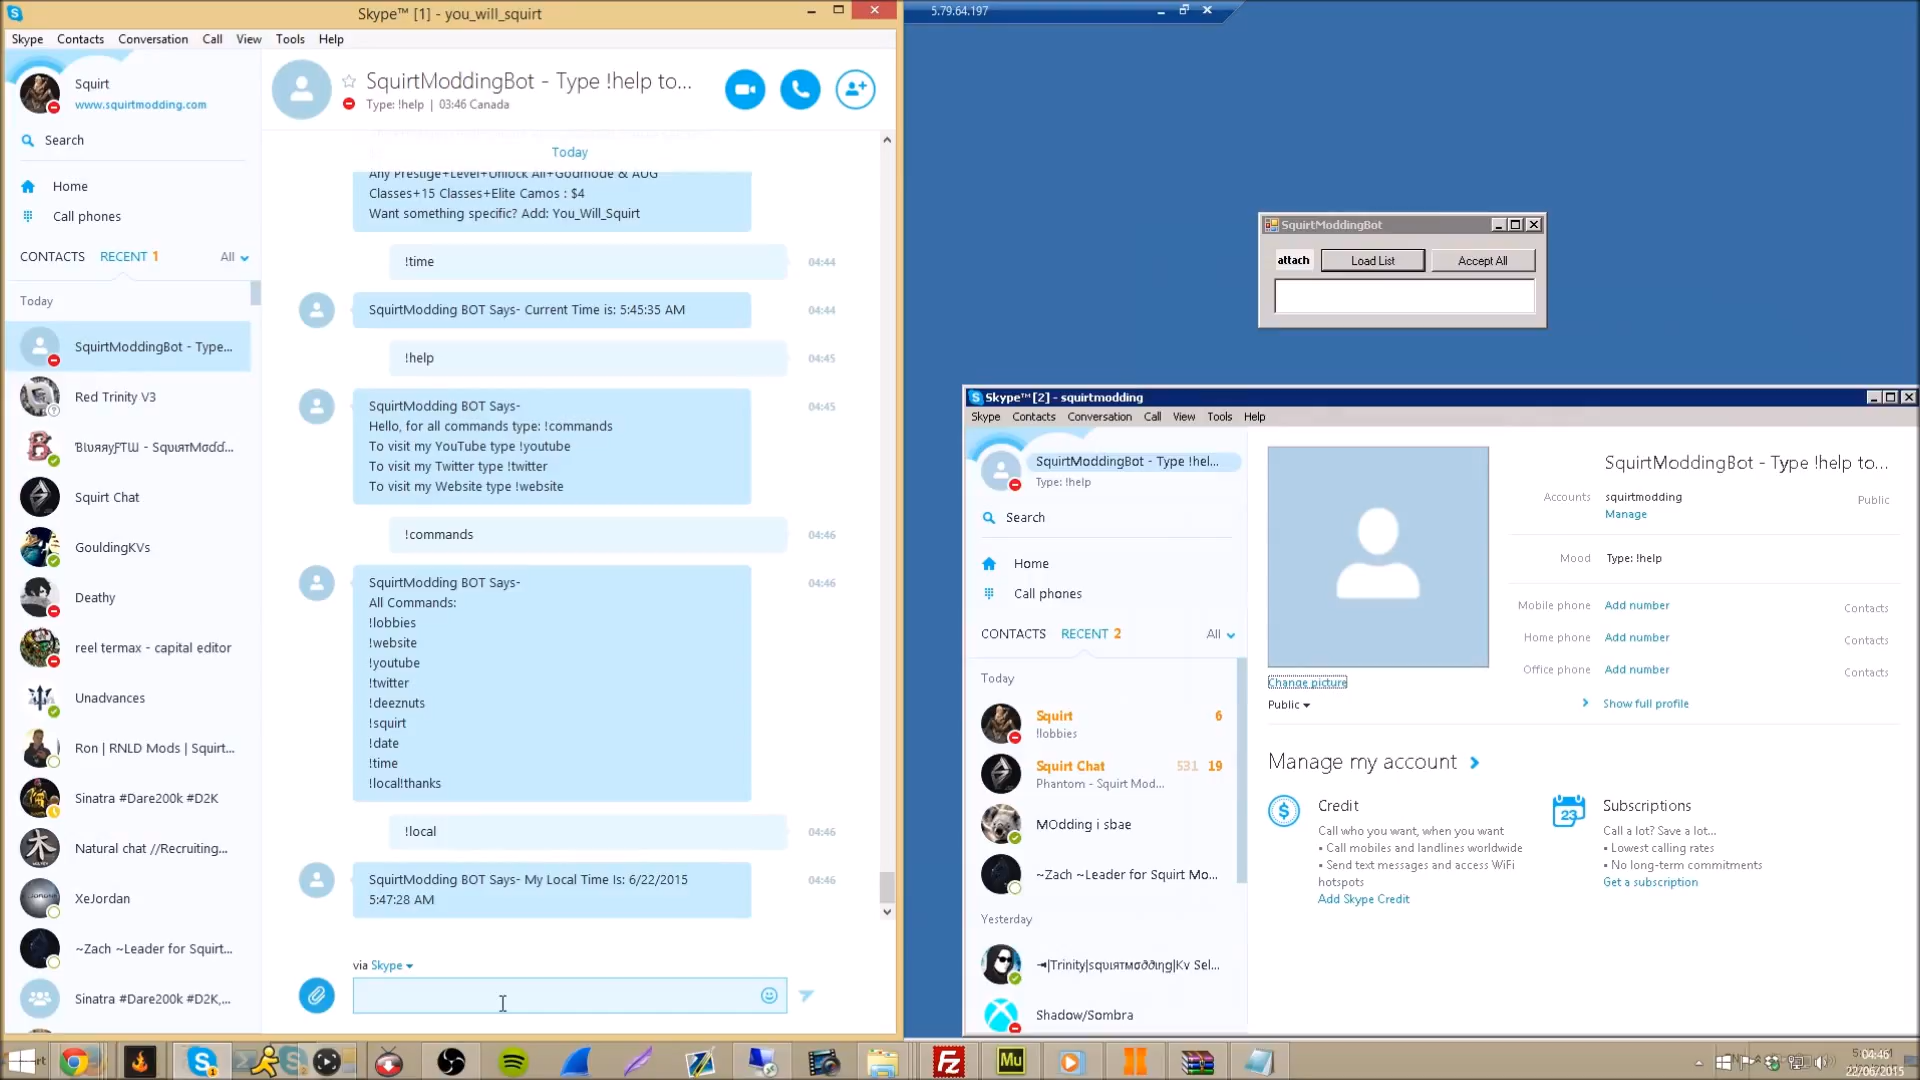 Skype™ [1] - you_will_squirt
Skype Contacts Conversation Call View Tools Help
Squirt
www.squirtmodding.com
Search
Home
Call phones
CONTACTS RECENT 1 All
Today
SquirtModdingBot - Type...
Red Trinity V3
Squirt Chat
GouldingKVs
Deathy
reel termax - capital editor
Unadvances
Ron | RNLD Mods | Squirt...
Sinatra #Dare200k #D2K
Natural chat //Recruiting...
XeJordan
~Zach ~Leader for Squirt...
Sinatra #Dare200k #D2K,...
SquirtModdingBot - Type !help to...
Type: !help | 03:46 Canada
Today
Any Prestige+Level+Unlock All+Godmode & AUG
Classes+15 Classes+Elite Camos : $4
Want something specific? Add: You_Will_Squirt
!time 04:44
SquirtModding BOT Says- Current Time is: 5:45:35 AM 04:44
!help 04:45
SquirtModding BOT Says- 04:45
Hello, for all commands type: !commands
To visit my YouTube type !youtube
To visit my Twitter type !twitter
To visit my Website type !website
!commands 04:46
SquirtModding BOT Says- 04:46
All Commands:
!lobbies
!website
!youtube
!twitter
!deeznuts
!squirt
!date
!time
!local!thanks
!local 04:46
SquirtModding BOT Says- My Local Time Is: 6/22/2015 04:46
5:47:28 AM
via Skype
5.79.64.197
SquirtModdingBot
attach Load List Accept All
Skype™ [2] - squirtmodding
Skype Contacts Conversation Call View Tools Help
SquirtModdingBot - Type !hel...
Type: !help
Search
Home
Call phones
CONTACTS RECENT 2 All
Today
Squirt 6
!lobbies
Squirt Chat 531 19
Phantom - Squirt Mod...
MOdding i sbae
~Zach ~Leader for Squirt Mo...
Yesterday
Shadow/Sombra
Change picture
Public
SquirtModdingBot - Type !help to...
Accounts squirtmodding Public
Manage
Mood Type: !help
Mobile phone Add number Contacts
Home phone Add number Contacts
Office phone Add number Contacts
Show full profile
Manage my account
Credit
Call who you want, when you want
• Call mobiles and landlines worldwide
• Send text messages and access WiFi
hotspots
Add Skype Credit
23
Subscriptions
Call a lot? Save a lot...
• Lowest calling rates
• No long-term commitments
Get a subscription
Fz
Mu
04:46
22/06/2015